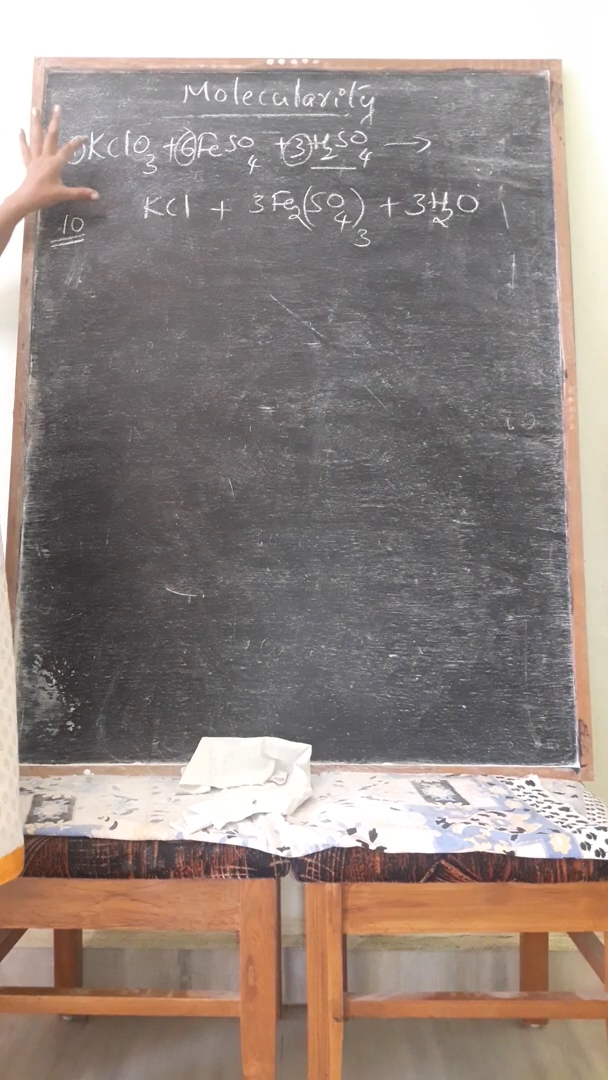 Molecularity
KClO₃ + 6FeSO₄ + 3H₂SO₄ →
KCl + 3Fe₂(SO₄)₃ + 3H₂O
10